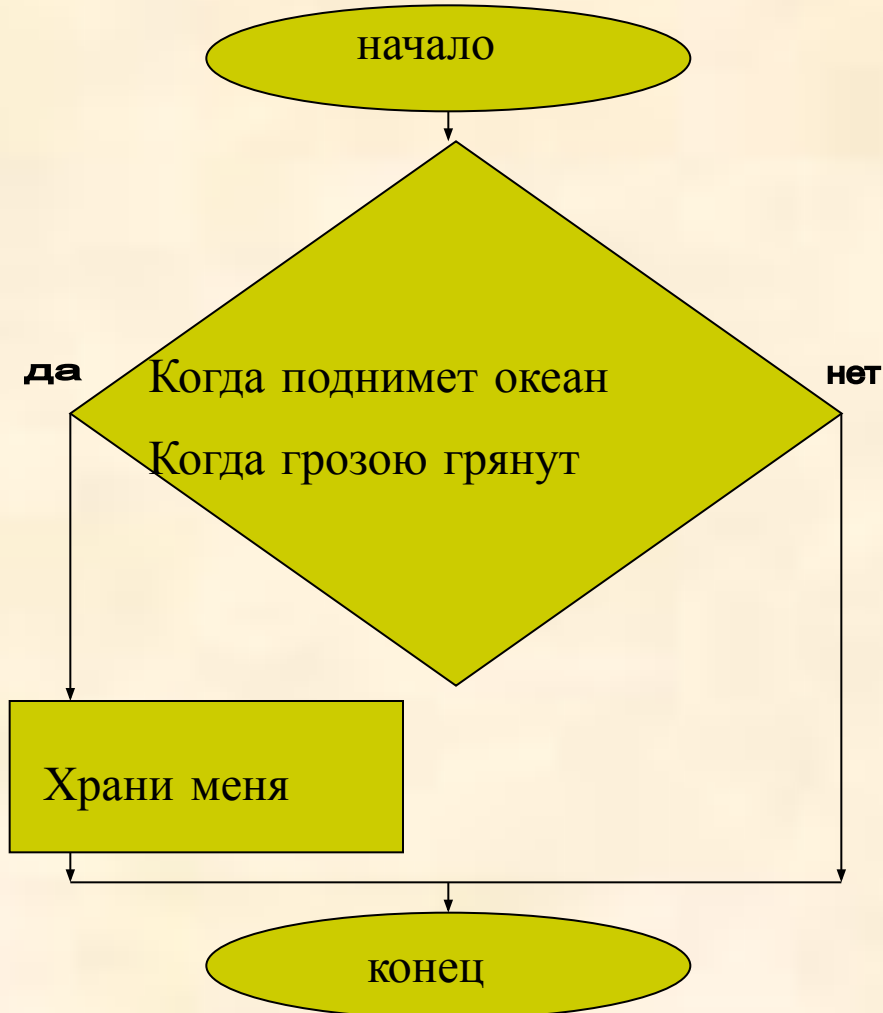 начало
да
Когда поднимет океан
Когда грозою грянут
нет
Храни меня
конец